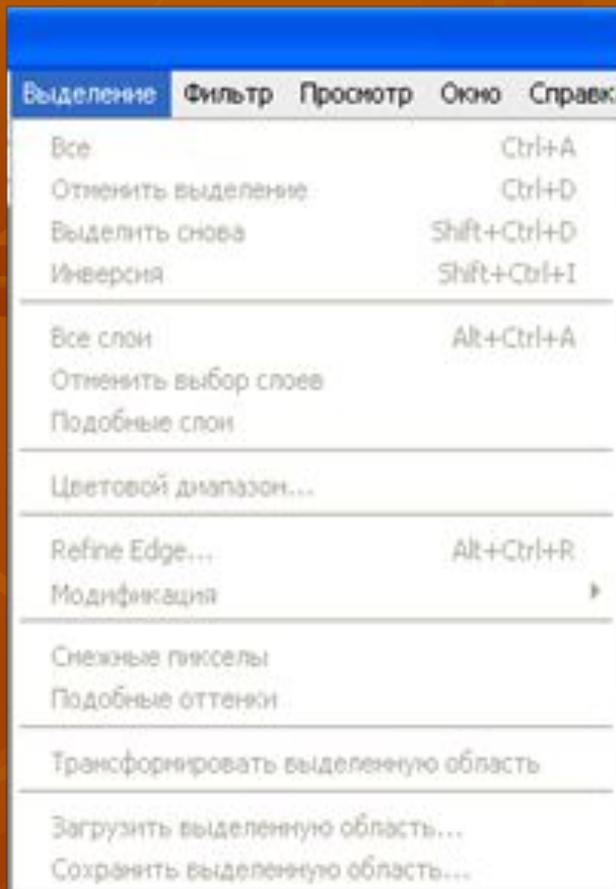 Выделение Фильтр Просмотр Окно Справк
Все Ctrl+A
Отменить выделение Ctrl+D
Выделить снова Shift+Ctrl+D
Инверсия Shift+Ctrl+I
Все слои Alt+Ctrl+A
Отменить выбор слоев
Подобные слои
Цветовой диапазон...
Refine Edge... Alt+Ctrl+R
Модификация
Смежные пикселы
Подобные оттенки
Трансформировать выделенную область
Загрузить выделенную область...
Сохранить выделенную область...